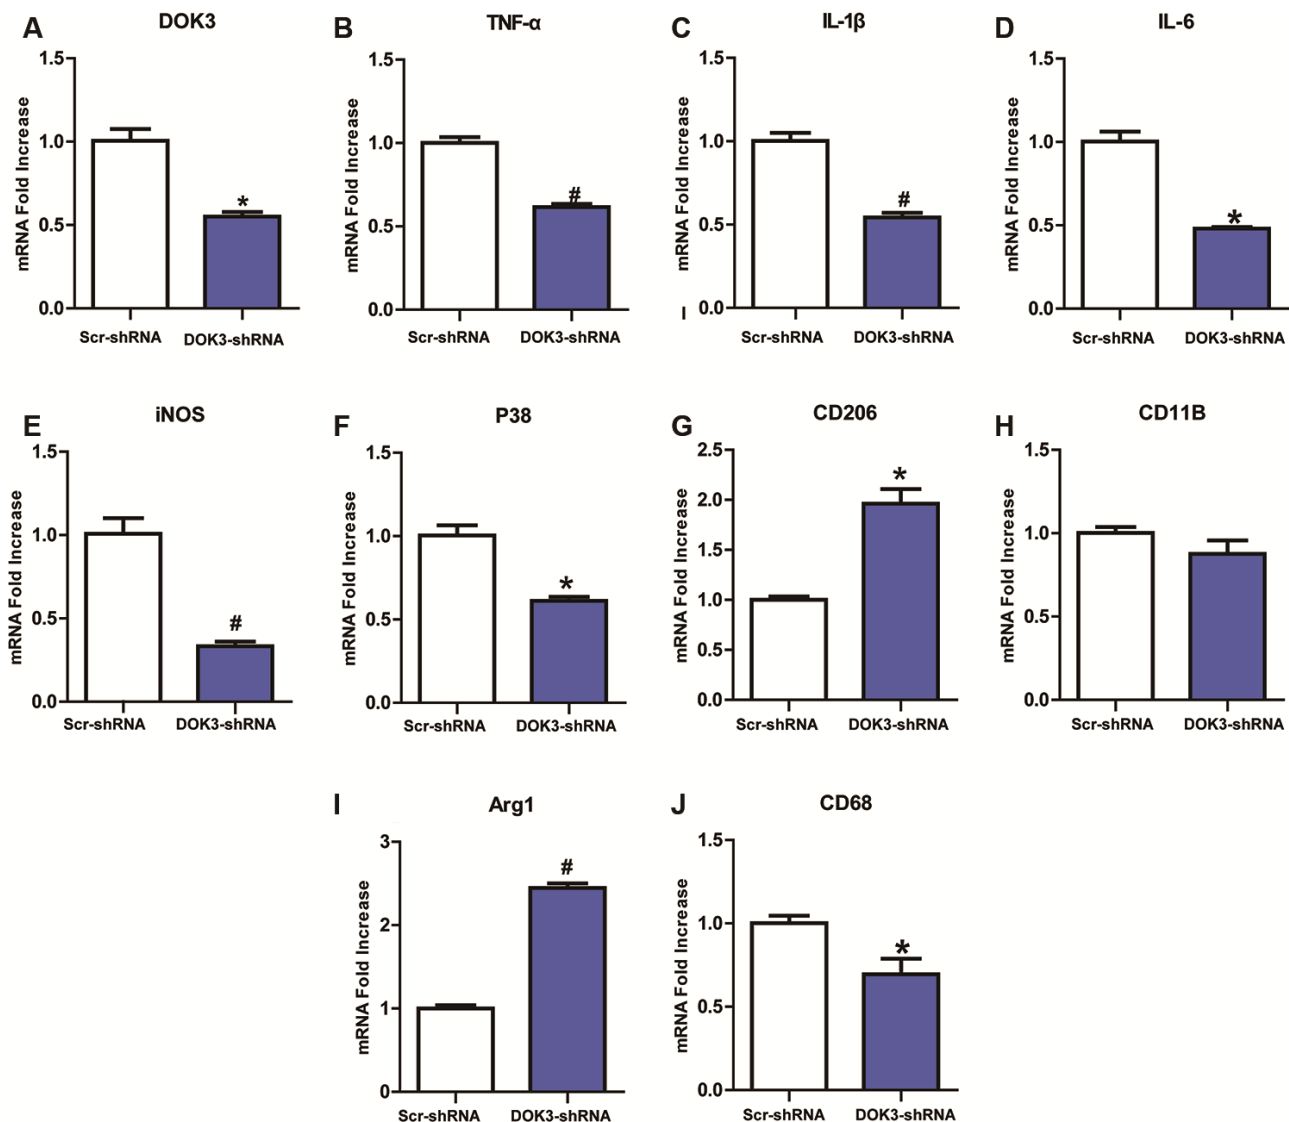 A
DOK3
mRNA Fold Increase
1.5
1.0
0.5
0.0
*
Scr-shRNA
DOK3-shRNA
B
TNF-α
mRNA Fold Increase
1.5
1.0
0.5
0.0
#
Scr-shRNA
DOK3-shRNA
C
IL-1β
mRNA Fold Increase
1.5
1.0
0.5
0.0
#
Scr-shRNA
DOK3-shRNA
D
IL-6
mRNA Fold Increase
1.5
1.0
0.5
0.0
*
Scr-shRNA
DOK3-shRNA
E
iNOS
mRNA Fold Increase
1.5
1.0
0.5
0.0
#
Scr-shRNA
DOK3-shRNA
F
P38
mRNA Fold Increase
1.5
1.0
0.5
0.0
*
Scr-shRNA
DOK3-shRNA
G
CD206
mRNA Fold Increase
2.5
2.0
1.5
1.0
0.5
0.0
*
Scr-shRNA
DOK3-shRNA
H
CD11B
mRNA Fold Increase
1.5
1.0
0.5
0.0
Scr-shRNA
DOK3-shRNA
I
Arg1
mRNA Fold Increase
3
2
1
0
#
Scr-shRNA
DOK3-shRNA
J
CD68
mRNA Fold Increase
1.5
1.0
0.5
0.0
*
Scr-shRNA
DOK3-shRNA